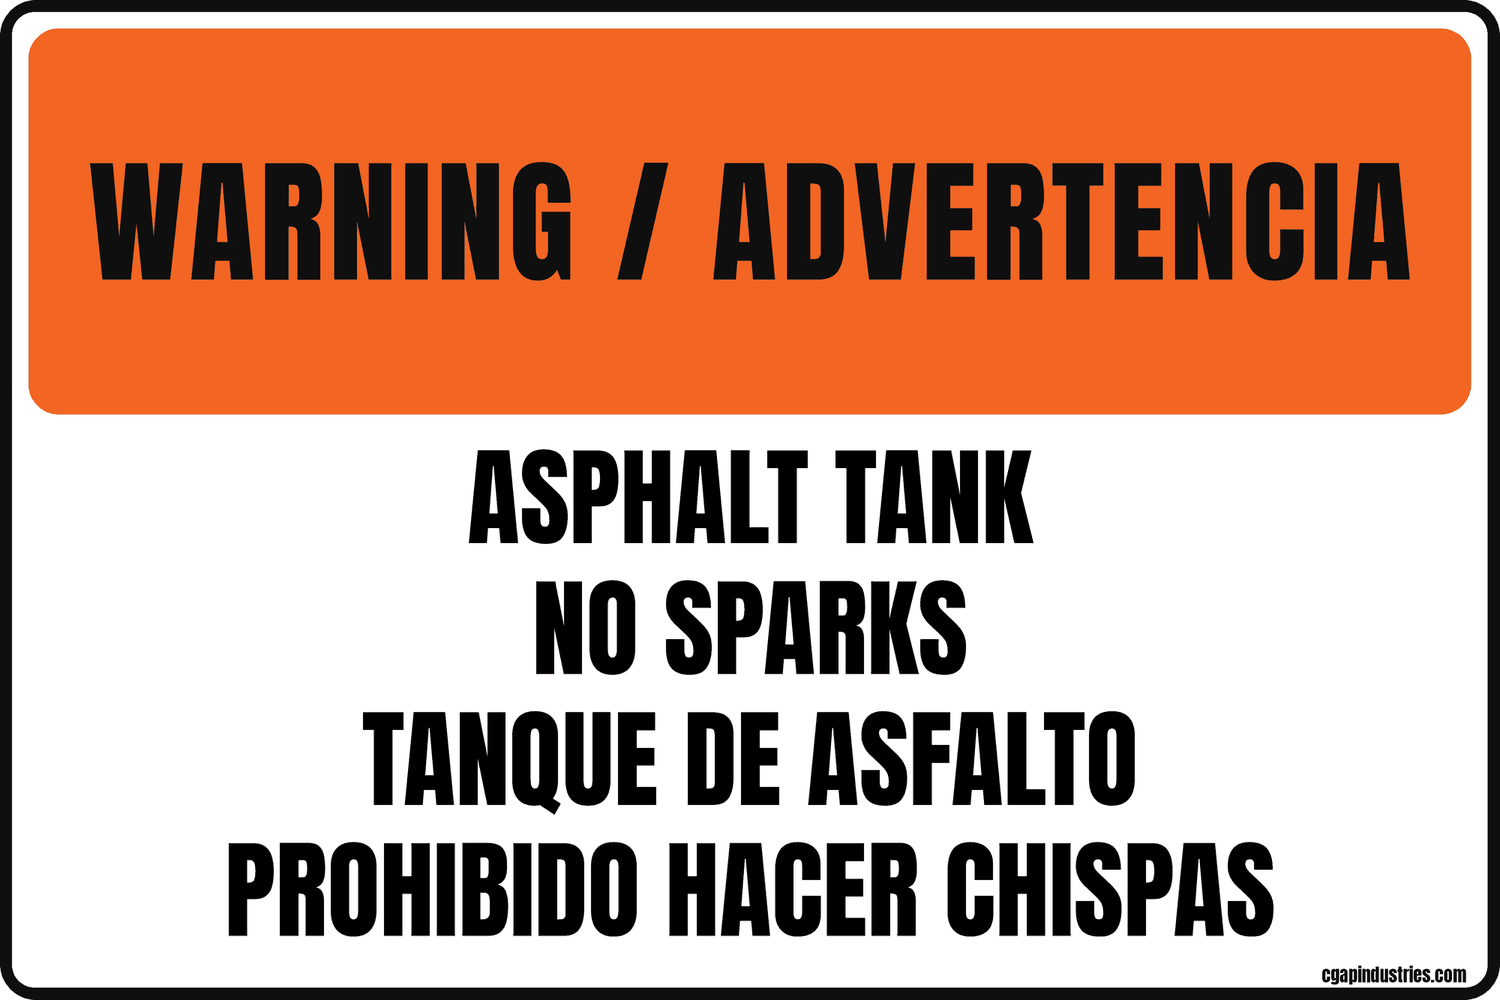 WARNING / ADVERTENCIA
ASPHALT TANK
NO SPARKS
TANQUE DE ASFALTO
PROHIBIDO HACER CHISPAS
cgapindustries.com